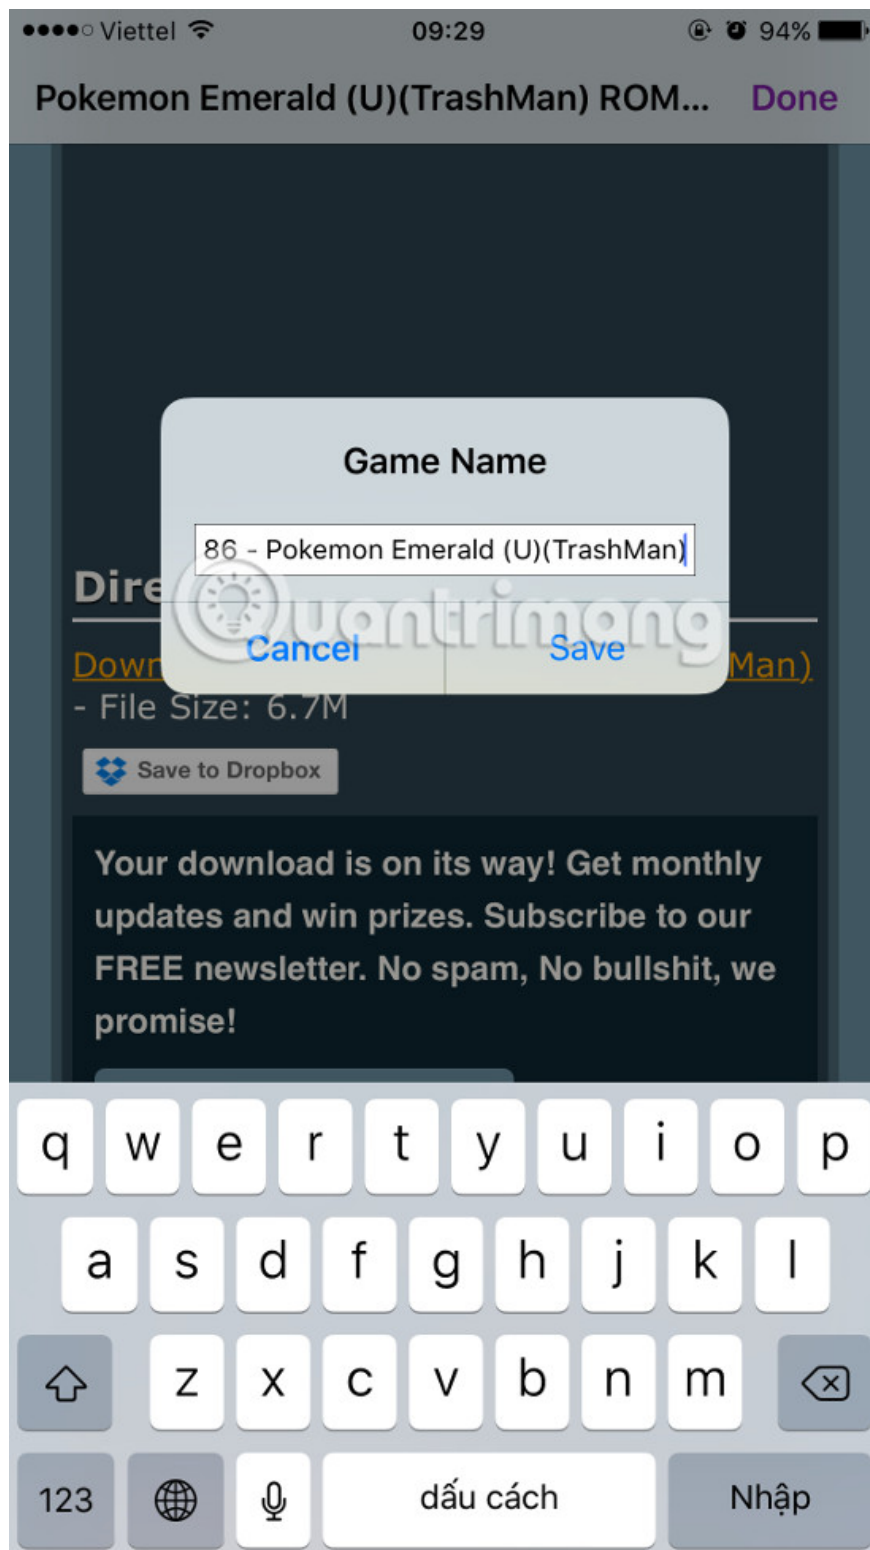 Viettel 09:29 94%
Pokemon Emerald (U)(TrashMan) ROM... Done
Game Name
86 - Pokemon Emerald (U)(TrashMan)
Dire
Quantrimang
Cancel Save
Down Man)
- File Size: 6.7M
Save to Dropbox
Your download is on its way! Get monthly
updates and win prizes. Subscribe to our
FREE newsletter. No spam, No bullshit, we
promise!
q w e r t y u i o p
a s d f g h j k l
z x c v b n m
123 dấu cách Nhập